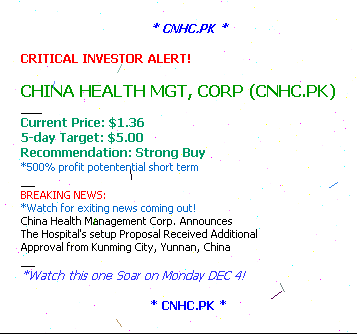 * CNHC.PK *
CRITICAL INVESTOR ALERT!
CHINA HEALTH MGT, CORP (CNHC.PK)
Current Price: $1.36
5-day Target: $5.00
Recommendation: Strong Buy
*500% profit potentential short term
BREAKING NEWS:
*Watch for exiting news coming out!
China Health Management Corp. Announces
The Hospital's setup Proposal Received Additional
Approval from Kunming City, Yunnan, China
*Watch this one Soar on Monday DEC 4!
* CNHC.PK *